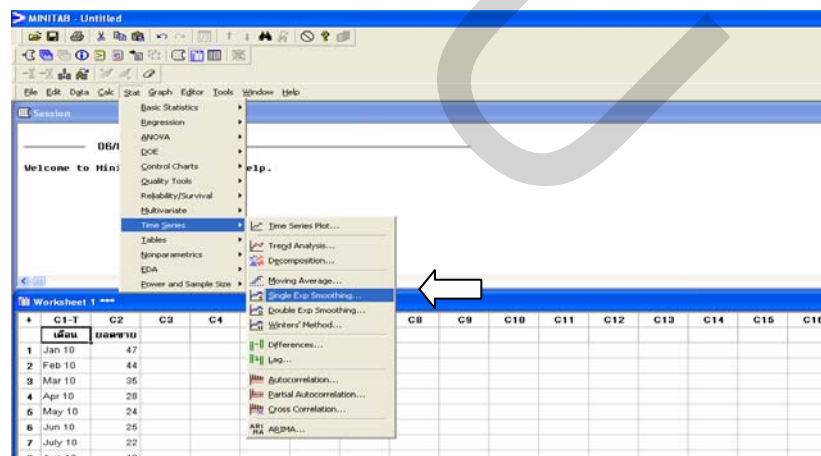 MINITAB - Untitled
File Edit Data Calc Stat Graph Editor Tools Window Help
Session
Basic Statistics
Regression
ANOVA
DOE
Control Charts
Quality Tools
Reliability/Survival
Multivariate
Time Series
Tables
Nonparametrics
EDA
Power and Sample Size
06/
Welcome to Mini
elp.
Time Series Plot...
Trend Analysis...
Decomposition...
Moving Average...
Single Exp Smoothing...
Double Exp Smoothing...
Winters' Method...
Differences...
Lag...
Autocorrelation...
Partial Autocorrelation...
Cross Correlation...
ARIMA...
Worksheet 1 ***
C1-T C2 C3 C4 C8 C9 C10 C11 C12 C13 C14 C15 C16
เดือน ยอดขาย
1 Jan 10 47
2 Feb 10 44
3 Mar 10 35
4 Apr 10 28
5 May 10 24
6 Jun 10 25
7 July 10 22